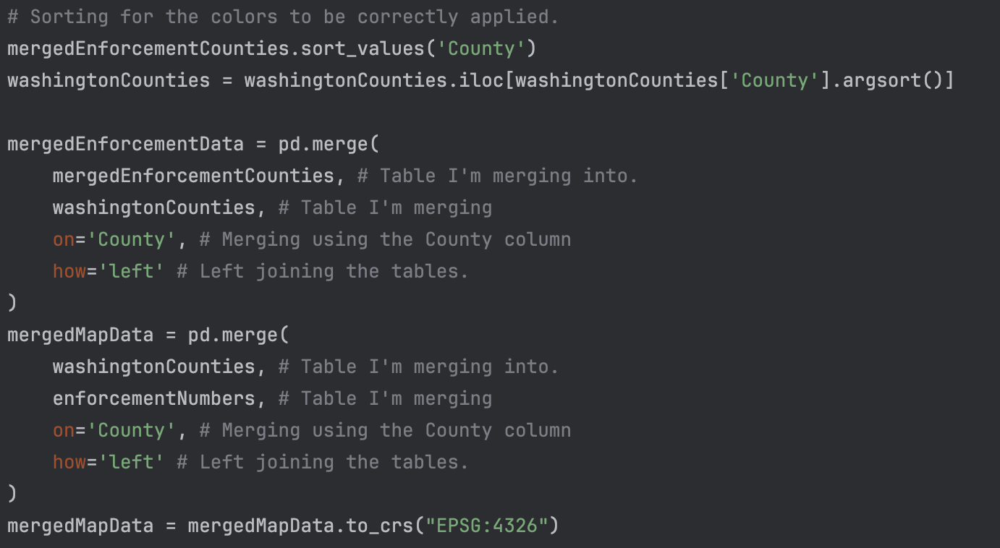 # Sorting for the colors to be correctly applied.
mergedEnforcementCounties.sort_values('County')
washingtonCounties = washingtonCounties.iloc[washingtonCounties['County'].argsort()]

mergedEnforcementData = pd.merge(
    mergedEnforcementCounties, # Table I'm merging into.
    washingtonCounties, # Table I'm merging
    on='County', # Merging using the County column
    how='left' # Left joining the tables.
)
mergedMapData = pd.merge(
    washingtonCounties, # Table I'm merging into.
    enforcementNumbers, # Table I'm merging
    on='County', # Merging using the County column
    how='left' # Left joining the tables.
)
mergedMapData = mergedMapData.to_crs("EPSG:4326")